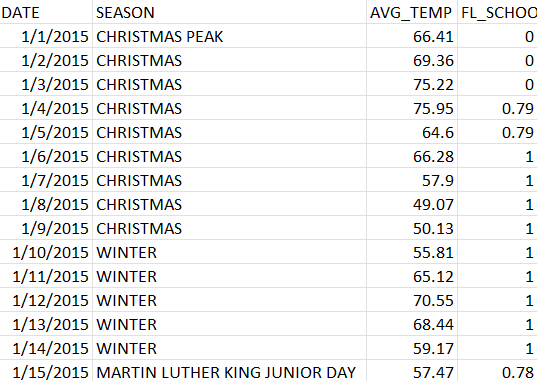 DATE SEASON AVG_TEMP FL_SCHOO
1/1/2015 CHRISTMAS PEAK 66.41 0
1/2/2015 CHRISTMAS 69.36 0
1/3/2015 CHRISTMAS 75.22 0
1/4/2015 CHRISTMAS 75.95 0.79
1/5/2015 CHRISTMAS 64.6 0.79
1/6/2015 CHRISTMAS 66.28 1
1/7/2015 CHRISTMAS 57.9 1
1/8/2015 CHRISTMAS 49.07 1
1/9/2015 CHRISTMAS 50.13 1
1/10/2015 WINTER 55.81 1
1/11/2015 WINTER 65.12 1
1/12/2015 WINTER 70.55 1
1/13/2015 WINTER 68.44 1
1/14/2015 WINTER 59.17 1
1/15/2015 MARTIN LUTHER KING JUNIOR DAY 57.47 0.78